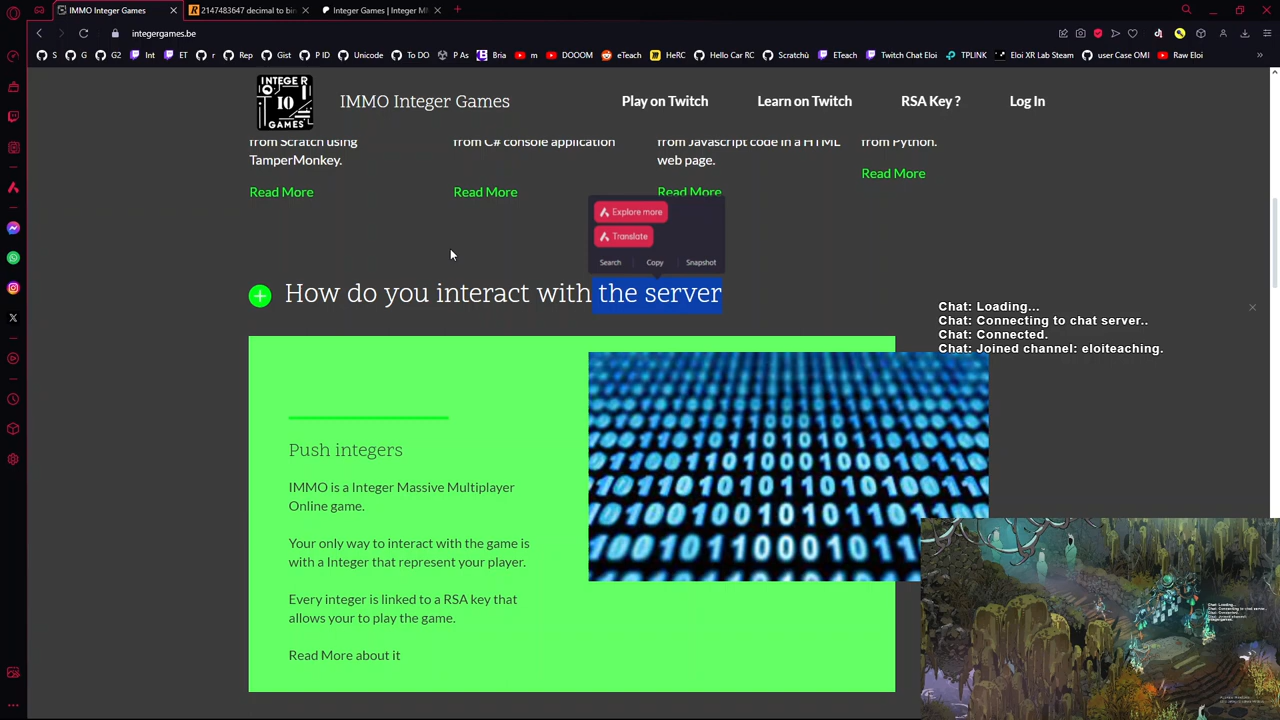 IMMO Integer Games
2147483647 decimal to bin
Integer Games | Integer M
integergames.be
S
G
G2
Int
ET
r
Rep
Gist
P ID
Unicode
To DO
P As
Bria
m
DOOOM
eTeach
HeRC
Hello Car RC
Scratchù
ETeach
Twitch Chat Eloi
TPLINK
Eloi XR Lab Steam
user Case OMI
Raw Eloi
INTEGER
IO
GAMES
IMMO Integer Games
Play on Twitch
Learn on Twitch
RSA Key ?
Log In
from Scratch using
TamperMonkey.
Read More
from C# console application
Read More
from Javascript code in a HTML
web page.
Read More
from Python.
Read More
Explore more
Translate
Search
Copy
Snapshot
How do you interact with the server
Chat: Loading...
Chat: Connecting to chat server..
Chat: Connected.
Chat: Joined channel: eloiteaching.
Push integers
IMMO is a Integer Massive Multiplayer
Online game.
Your only way to interact with the game is
with a Integer that represent your player.
Every integer is linked to a RSA key that
allows your to play the game.
Read More about it